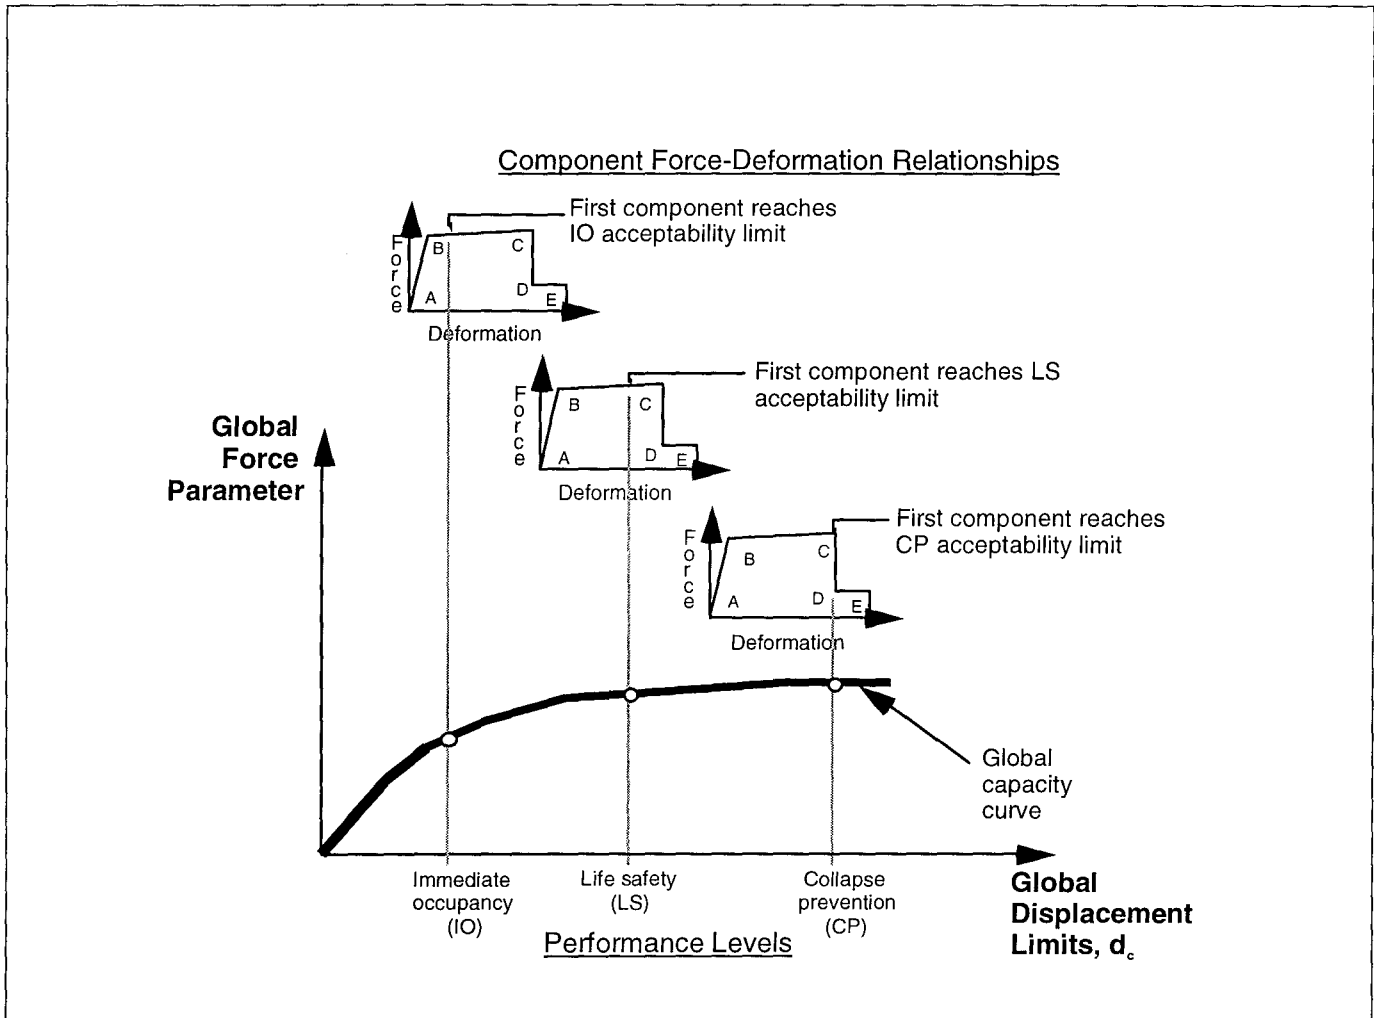 Component Force-Deformation Relationships
First component reaches
IO acceptability limit
Force
B
C
A
D
E
Deformation
First component reaches LS
acceptability limit
Force
B
C
A
D
E
Deformation
First component reaches
CP acceptability limit
Force
B
C
A
D
E
Deformation
Global
Force
Parameter
Global
capacity
curve
Immediate
occupancy
(IO)
Life safety
(LS)
Collapse
prevention
(CP)
Performance Levels
Global
Displacement
Limits, dc